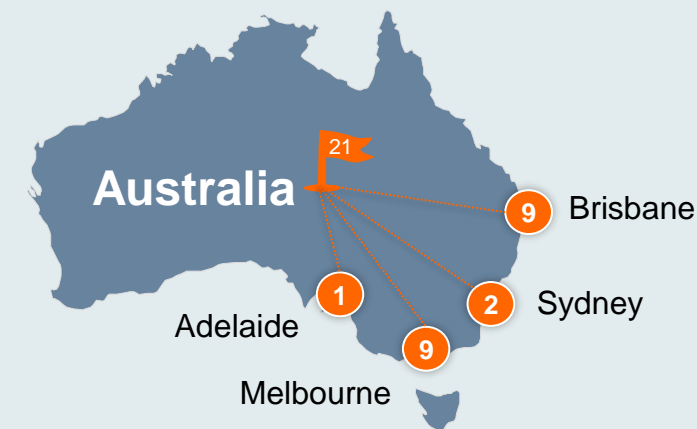 21
Australia
9
Brisbane
1
2
Sydney
Adelaide
9
Melbourne